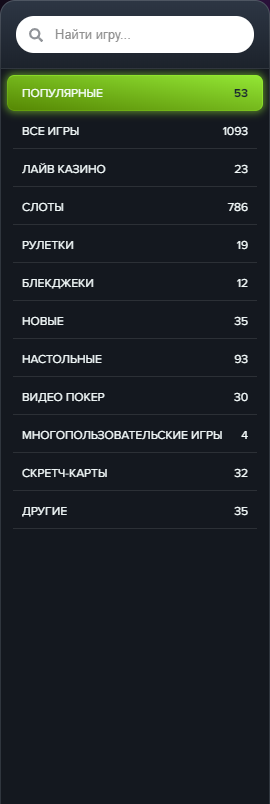 Найти игру...
ПОПУЛЯРНЫЕ 53
ВСЕ ИГРЫ 1093
ЛАЙВ КАЗИНО 23
СЛОТЫ 786
РУЛЕТКИ 19
БЛЕКДЖЕКИ 12
НОВЫЕ 35
НАСТОЛЬНЫЕ 93
ВИДЕО ПОКЕР 30
МНОГОПОЛЬЗОВАТЕЛЬСКИЕ ИГРЫ 4
СКРЕТЧ-КАРТЫ 32
ДРУГИЕ 35